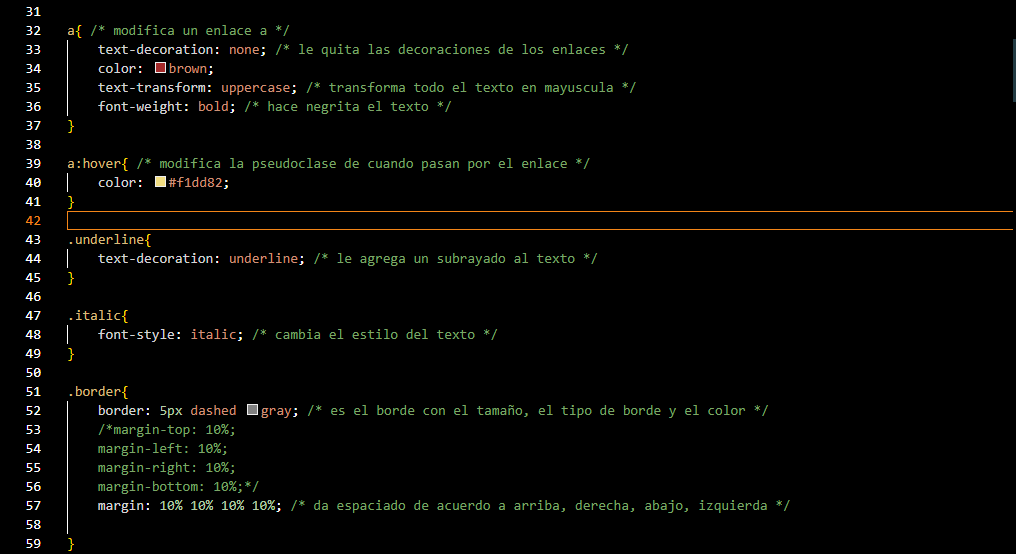 31
32 a{ /* modifica un enlace a */
33 text-decoration: none; /* le quita las decoraciones de los enlaces */
34 color: brown;
35 text-transform: uppercase; /* transforma todo el texto en mayuscula */
36 font-weight: bold; /* hace negrita el texto */
37 }
38
39 a:hover{ /* modifica la pseudoclase de cuando pasan por el enlace */
40 color: #f1dd82;
41 }
42
43 .underline{
44 text-decoration: underline; /* le agrega un subrayado al texto */
45 }
46
47 .italic{
48 font-style: italic; /* cambia el estilo del texto */
49 }
50
51 .border{
52 border: 5px dashed gray; /* es el borde con el tamaño, el tipo de borde y el color */
53 /*margin-top: 10%;
54 margin-left: 10%;
55 margin-right: 10%;
56 margin-bottom: 10%;*/
57 margin: 10% 10% 10% 10%; /* da espaciado de acuerdo a arriba, derecha, abajo, izquierda */
58
59 }